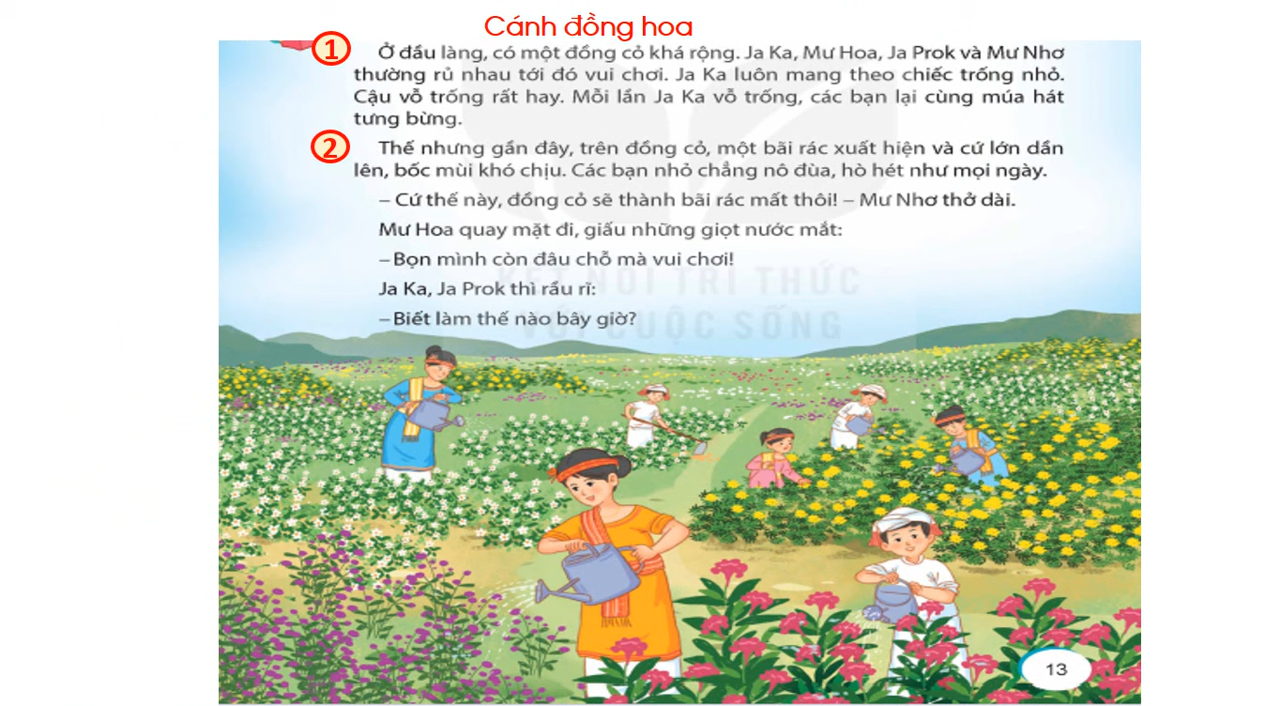 Cánh đồng hoa
1
Ở đầu làng, có một đồng cỏ khá rộng. Ja Ka, Mư Hoa, Ja Prok và Mư Nhơ
thường rủ nhau tới đó vui chơi. Ja Ka luôn mang theo chiếc trống nhỏ.
Cậu vỗ trống rất hay. Mỗi lần Ja Ka vỗ trống, các bạn lại cùng múa hát
tưng bừng.
2
Thế nhưng gần đây, trên đồng cỏ, một bãi rác xuất hiện và cứ lớn dần
lên, bốc mùi khó chịu. Các bạn nhỏ chẳng nô đùa, hò hét như mọi ngày.
– Cứ thế này, đồng cỏ sẽ thành bãi rác mất thôi! – Mư Nhơ thở dài.
Mư Hoa quay mặt đi, giấu những giọt nước mắt:
– Bọn mình còn đâu chỗ mà vui chơi!
Ja Ka, Ja Prok thì rầu rĩ:
– Biết làm thế nào bây giờ?
KẾT NỐI TRI THỨC
VỚI CUỘC SỐNG
13